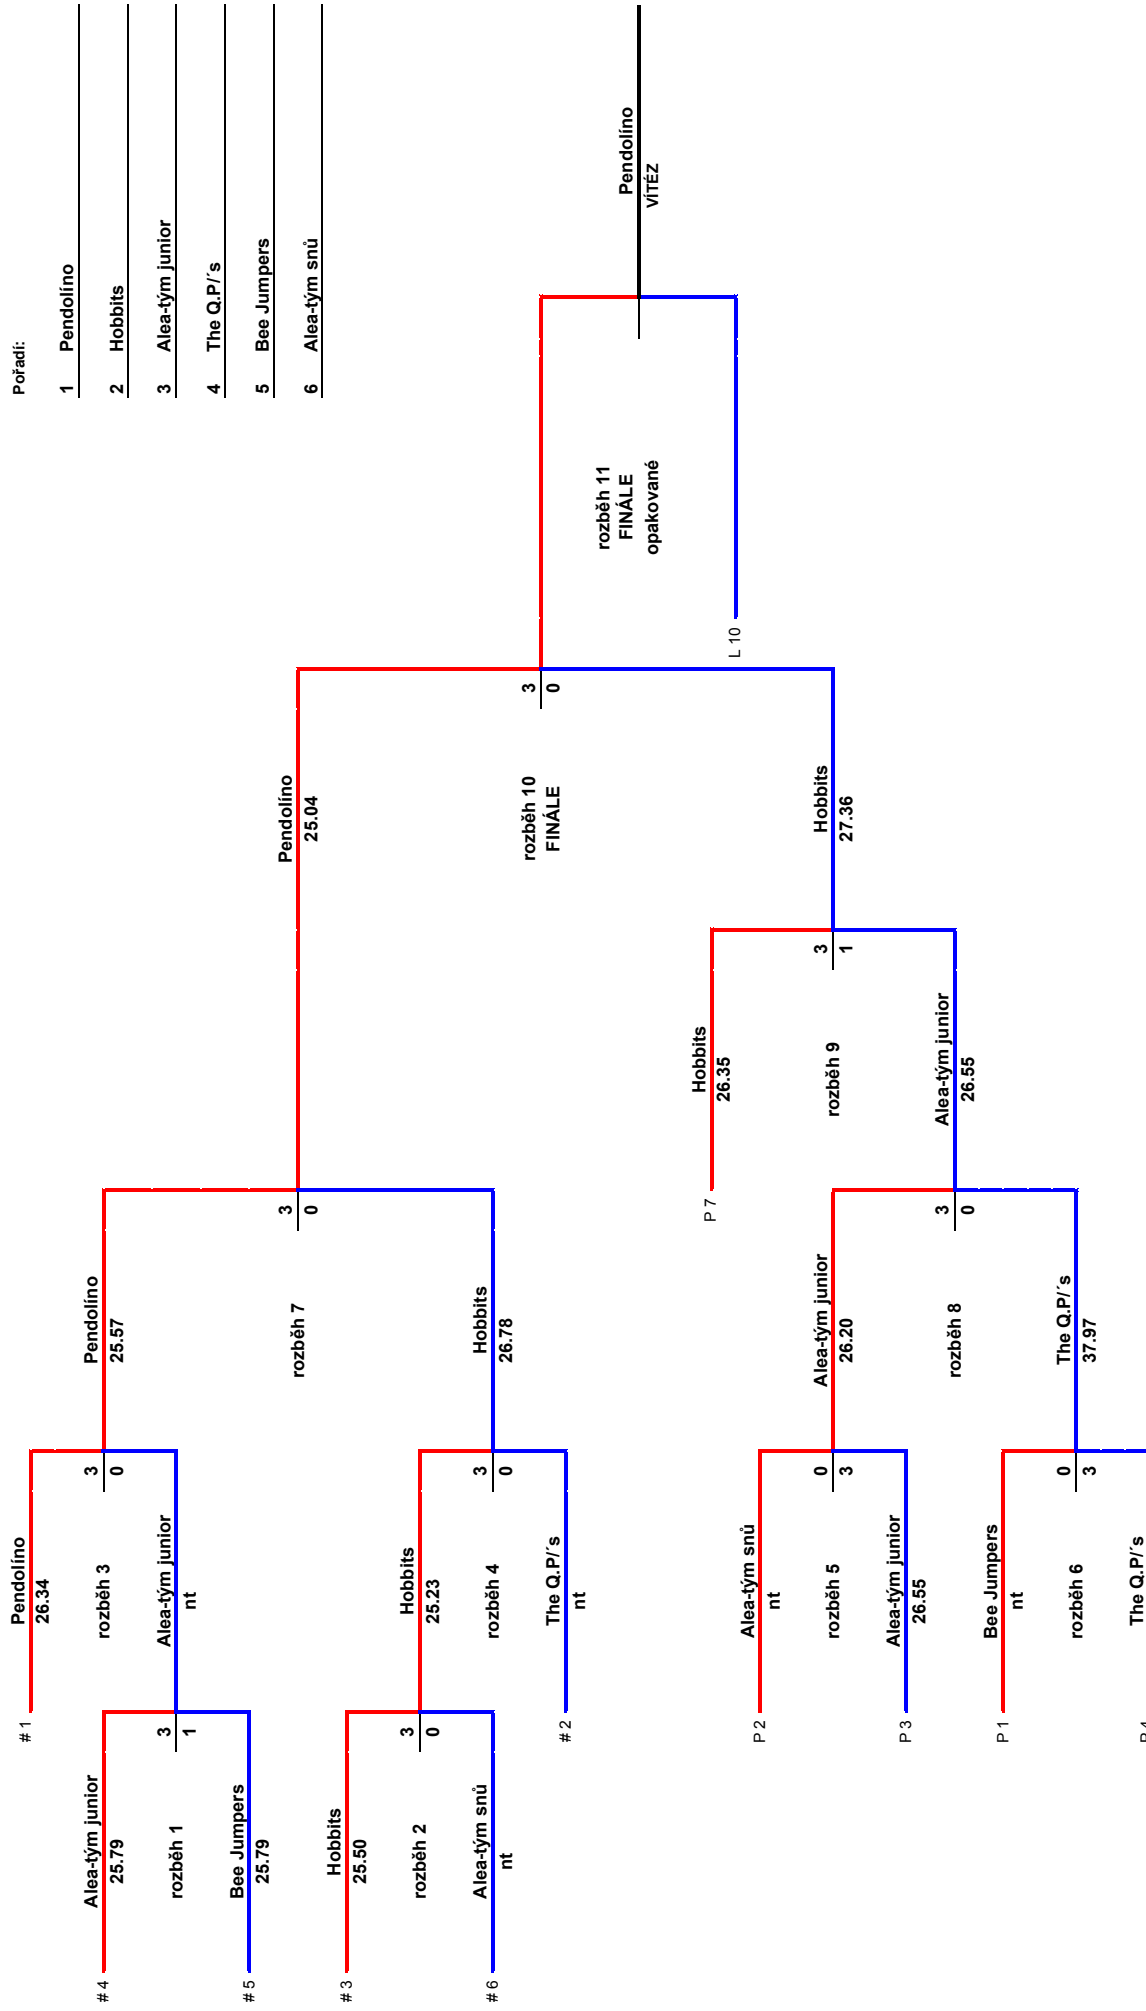 Pořadí:
1 Pendolíno
2 Hobbits
3 Alea-tým junior
4 The Q.P/´s
5 Bee Jumpers
6 Alea-tým snů
# 4
Alea-tým junior
25.79
rozběh 1
3
1
# 5
Bee Jumpers
25.79
# 3
Hobbits
25.50
rozběh 2
3
0
# 6
Alea-tým snů
nt
# 1
Pendolíno
26.34
rozběh 3
3
0
Alea-tým junior
nt
Hobbits
25.23
rozběh 4
3
0
# 2
The Q.P/´s
nt
P 2
Alea-tým snů
nt
rozběh 5
0
3
P 3
Alea-tým junior
26.55
P 1
Bee Jumpers
nt
rozběh 6
0
3
P 4
The Q.P/´s
Pendolíno
25.57
rozběh 7
3
0
Hobbits
26.78
Alea-tým junior
26.20
rozběh 8
3
0
The Q.P/´s
37.97
P 7
Hobbits
26.35
rozběh 9
3
1
Alea-tým junior
26.55
Pendolíno
25.04
rozběh 10
FINÁLE
3
0
Hobbits
27.36
rozběh 11
FINÁLE
opakované
L 10
Pendolíno
VÍTĚZ